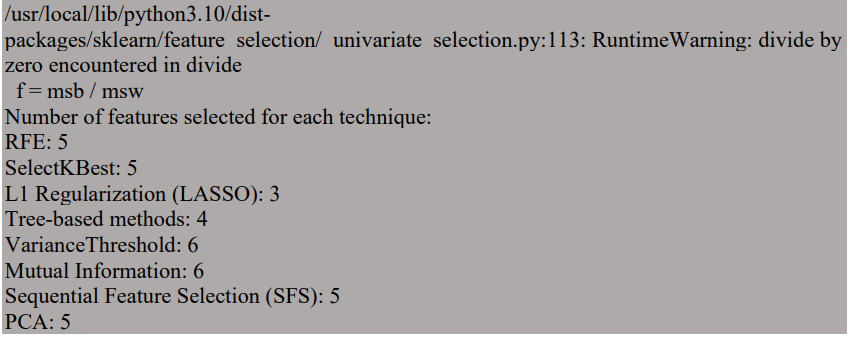 /usr/local/lib/python3.10/dist-
packages/sklearn/feature selection/ univariate selection.py:113: RuntimeWarning: divide by
zero encountered in divide
f = msb / msw
Number of features selected for each technique:
RFE: 5
SelectKBest: 5
L1 Regularization (LASSO): 3
Tree-based methods: 4
VarianceThreshold: 6
Mutual Information: 6
Sequential Feature Selection (SFS): 5
PCA: 5